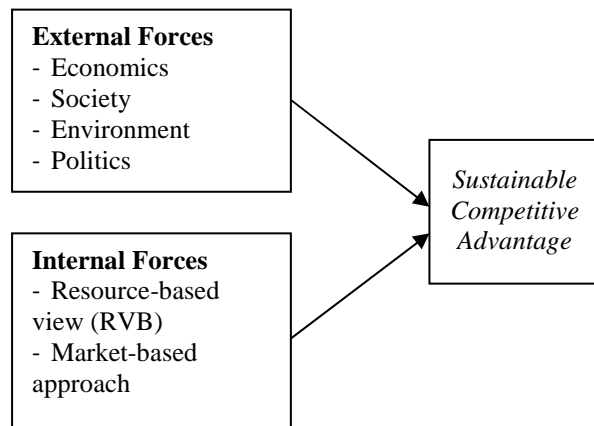 External Forces
- Economics
- Society
- Environment
- Politics
Internal Forces
- Resource-based
view (RVB)
- Market-based
approach
Sustainable
Competitive
Advantage